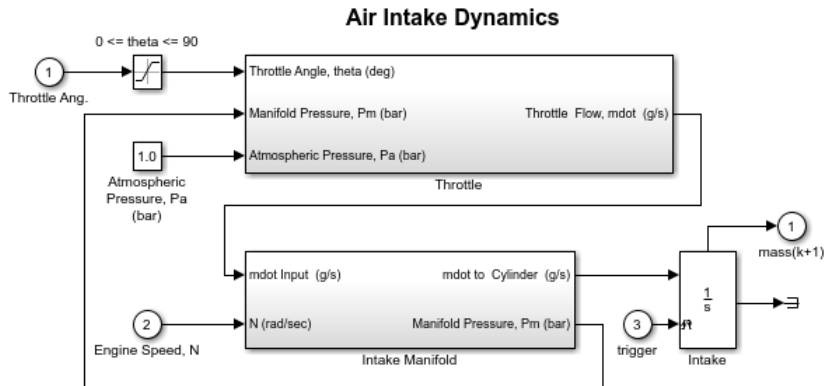 Air Intake Dynamics
0 <= theta <= 90
1
Throttle Ang.
Throttle Angle, theta (deg)
Manifold Pressure, Pm (bar)
Throttle Flow, mdot (g/s)
1.0
Atmospheric Pressure, Pa (bar)
Atmospheric
Pressure, Pa
(bar)
Throttle
1
mass(k+1)
mdot Input (g/s)
mdot to Cylinder (g/s)
1
s
2
Engine Speed, N
N (rad/sec)
Manifold Pressure, Pm (bar)
3
trigger
Intake Manifold
Intake